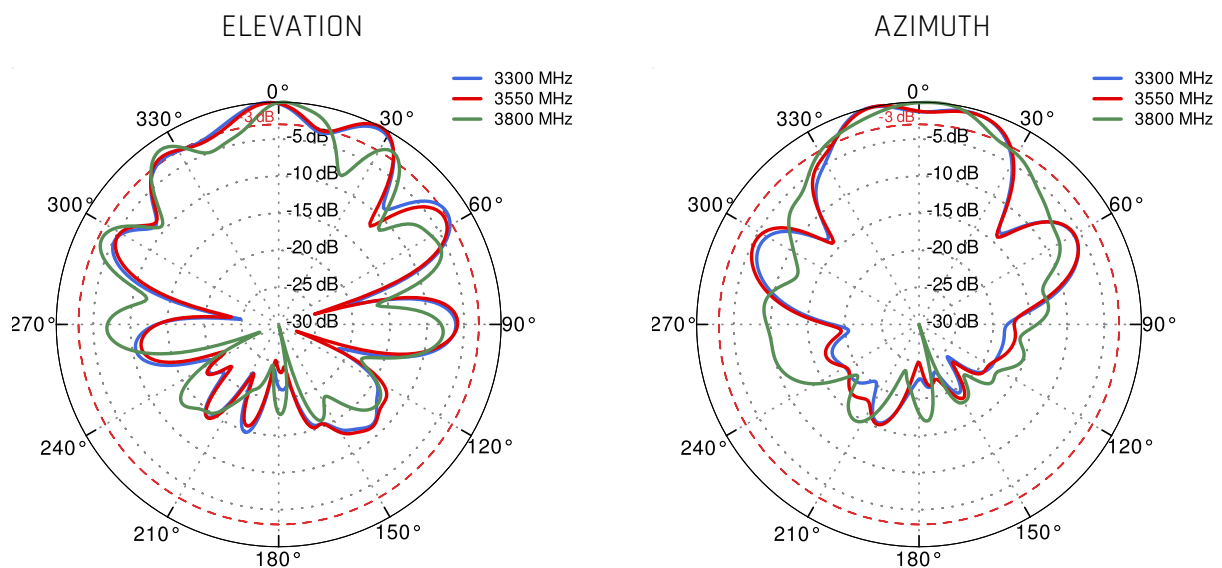 ELEVATION
3300 MHz
3550 MHz
3800 MHz
0°
30°
60°
90°
120°
150°
180°
210°
240°
270°
300°
330°
-3 dB
-5 dB
-10 dB
-15 dB
-20 dB
-25 dB
-30 dB
AZIMUTH
3300 MHz
3550 MHz
3800 MHz
0°
30°
60°
90°
120°
150°
180°
210°
240°
270°
300°
330°
-3 dB
-5 dB
-10 dB
-15 dB
-20 dB
-25 dB
-30 dB